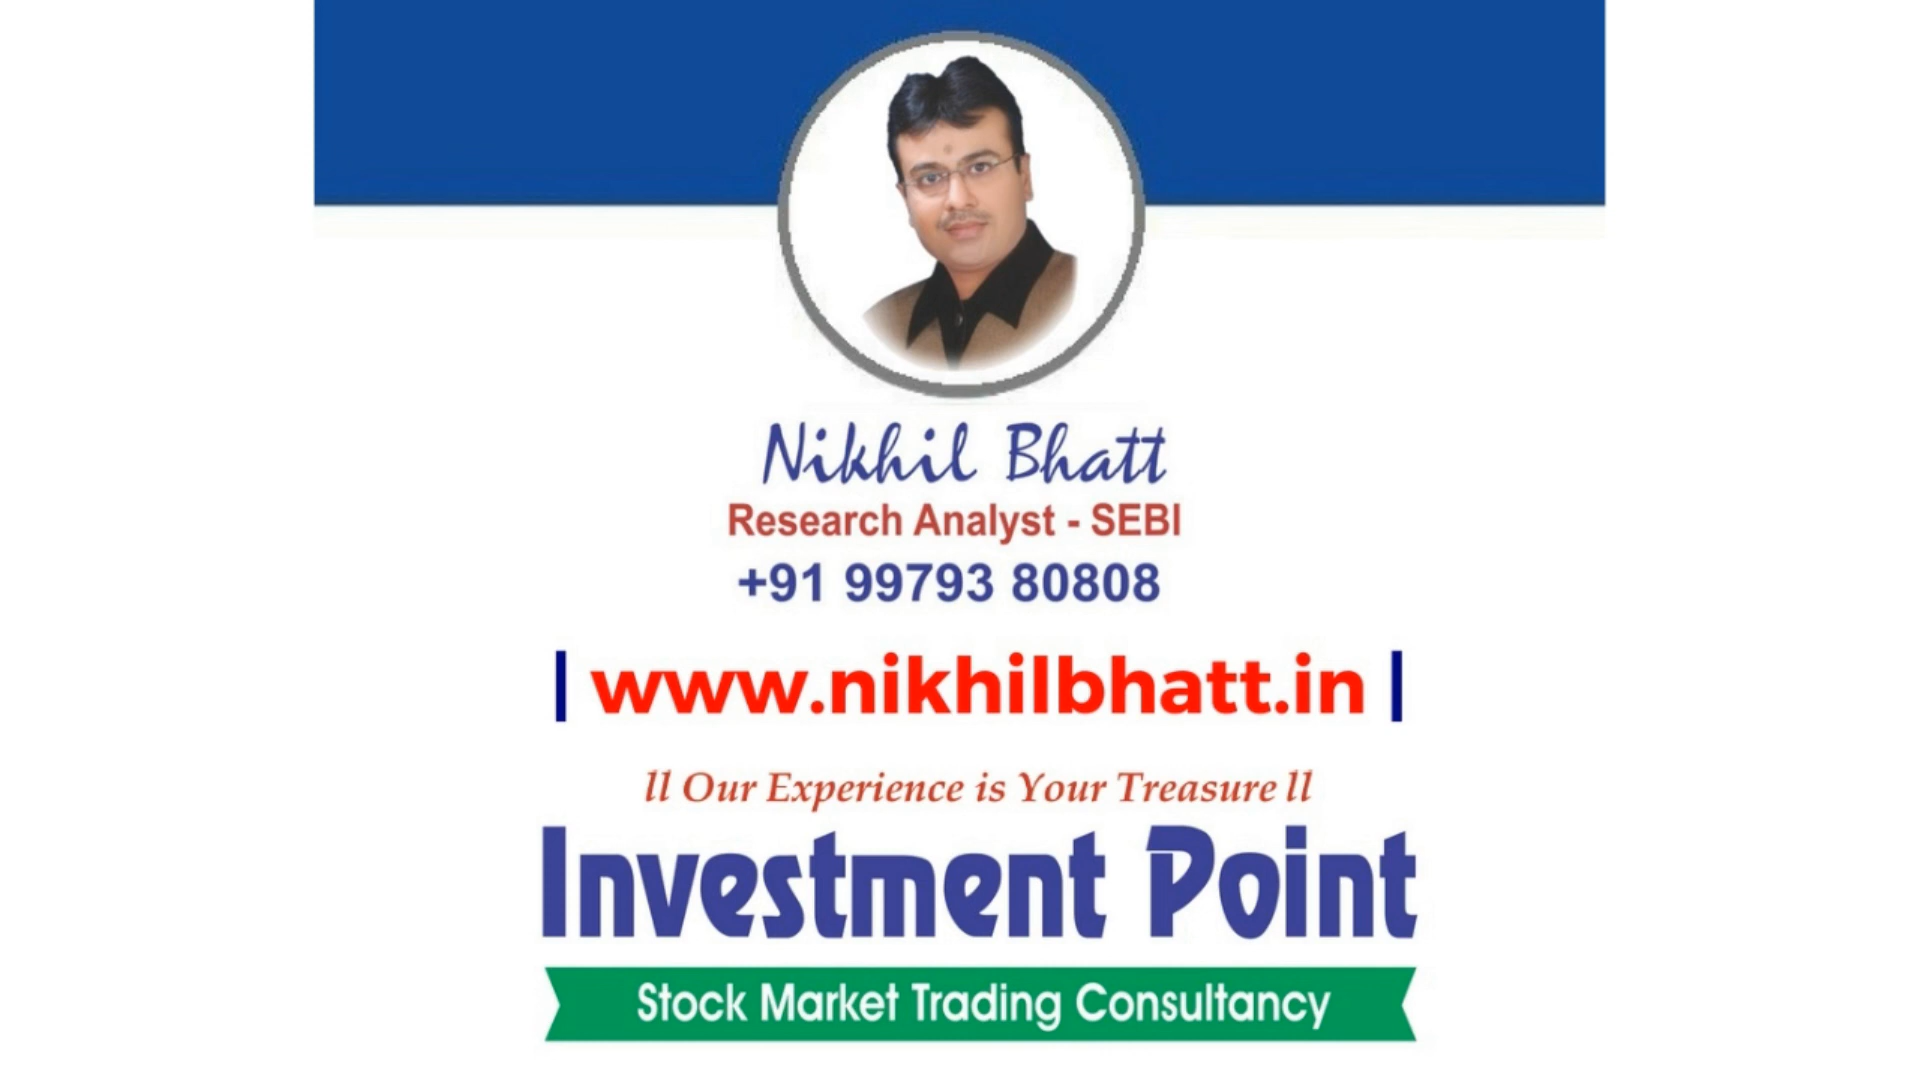 Nikhil Bhatt
Research Analyst - SEBI
+91 99793 80808
| www.nikhilbhatt.in |
ll Our Experience is Your Treasure ll
Investment Point
Stock Market Trading Consultancy